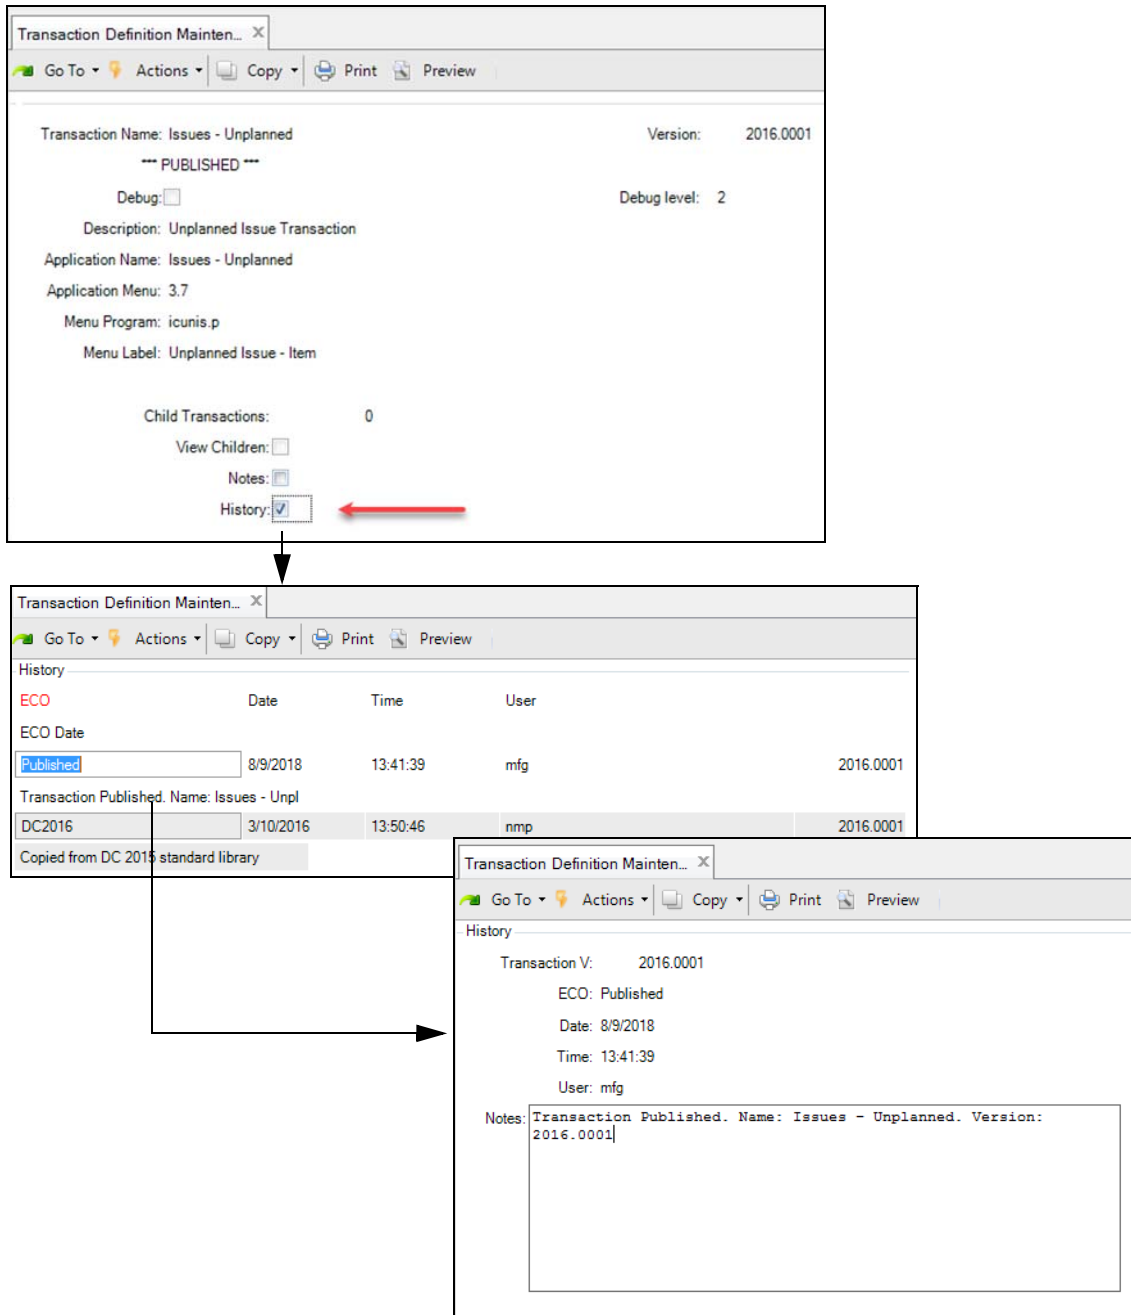 Transaction Definition Mainten... X
Go To Actions Copy Print Preview
Transaction Name: Issues - Unplanned Version: 2016.0001
*** PUBLISHED ***
Debug: Debug level: 2
Description: Unplanned Issue Transaction
Application Name: Issues - Unplanned
Application Menu: 3.7
Menu Program: icunis.p
Menu Label: Unplanned Issue - Item
Child Transactions: 0
View Children:
Notes:
History:
Transaction Definition Mainten... X
Go To Actions Copy Print Preview
History
ECO Date Time User
ECO Date
Published 8/9/2018 13:41:39 mfg 2016.0001
Transaction Published. Name: Issues - Unpl
DC2016 3/10/2016 13:50:46 nmp 2016.0001
Copied from DC 2015 standard library
Transaction Definition Mainten... X
Go To Actions Copy Print Preview
History
Transaction V: 2016.0001
ECO: Published
Date: 8/9/2018
Time: 13:41:39
User: mfg
Notes: Transaction Published. Name: Issues - Unplanned. Version:
2016.0001